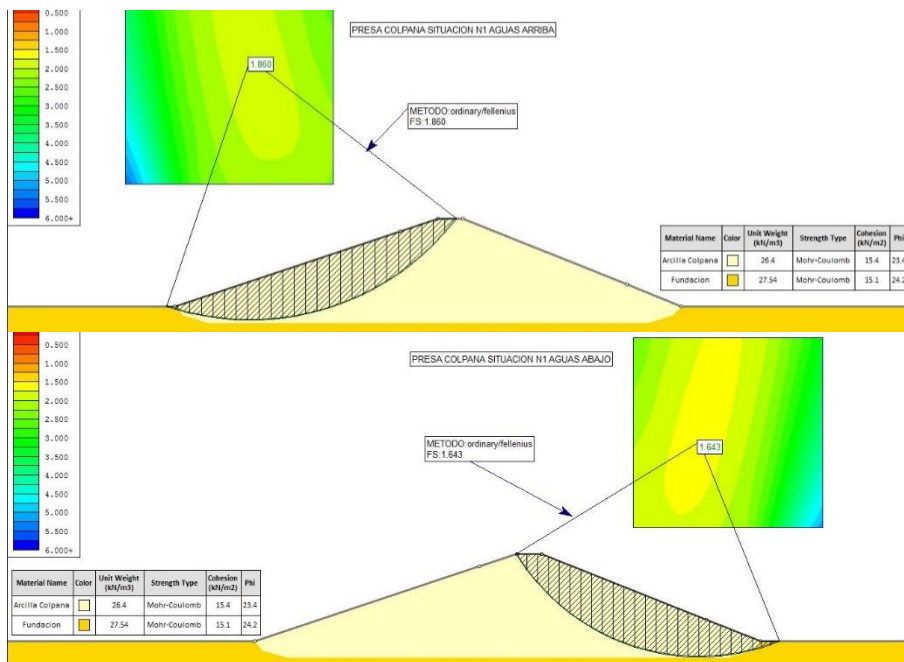 0.500
1.000
1.500
2.000
2.500
3.000
3.500
4.000
4.500
5.000
5.500
6.000+
PRESA COLPANA SITUACION N1 AGUAS ARRIBA
1.860
METODO:ordinary/fellenius
FS:1.860
Material Name Color Unit Weight (kN/m3) Strength Type Cohesion (kN/m2) Phi
Arcilla Colpana 26.4 Mohr-Coulomb 15.4 23.4
Fundacion 27.54 Mohr-Coulomb 15.1 24.2
0.500
1.000
1.500
2.000
2.500
3.000
3.500
4.000
4.500
5.000
5.500
6.000+
PRESA COLPANA SITUACION N1 AGUAS ABAJO
1.643
METODO:ordinary/fellenius
FS:1.643
Material Name Color Unit Weight (kN/m3) Strength Type Cohesion (kN/m2) Phi
Arcilla Colpana 26.4 Mohr-Coulomb 15.4 23.4
Fundacion 27.54 Mohr-Coulomb 15.1 24.2